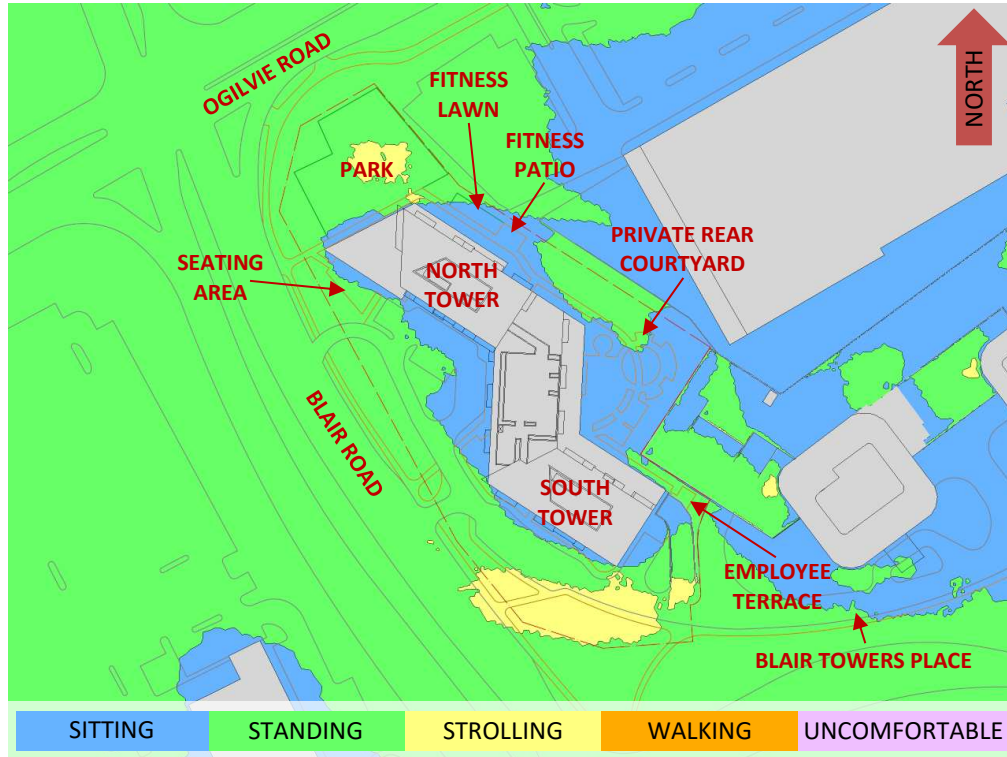 OGILVIE ROAD
FITNESS
LAWN
FITNESS
PATIO
NORTH
PARK
PRIVATE REAR
COURTYARD
SEATING
AREA
NORTH
TOWER
BLAIR ROAD
SOUTH
TOWER
EMPLOYEE
TERRACE
BLAIR TOWERS PLACE
SITTING
STANDING
STROLLING
WALKING
UNCOMFORTABLE